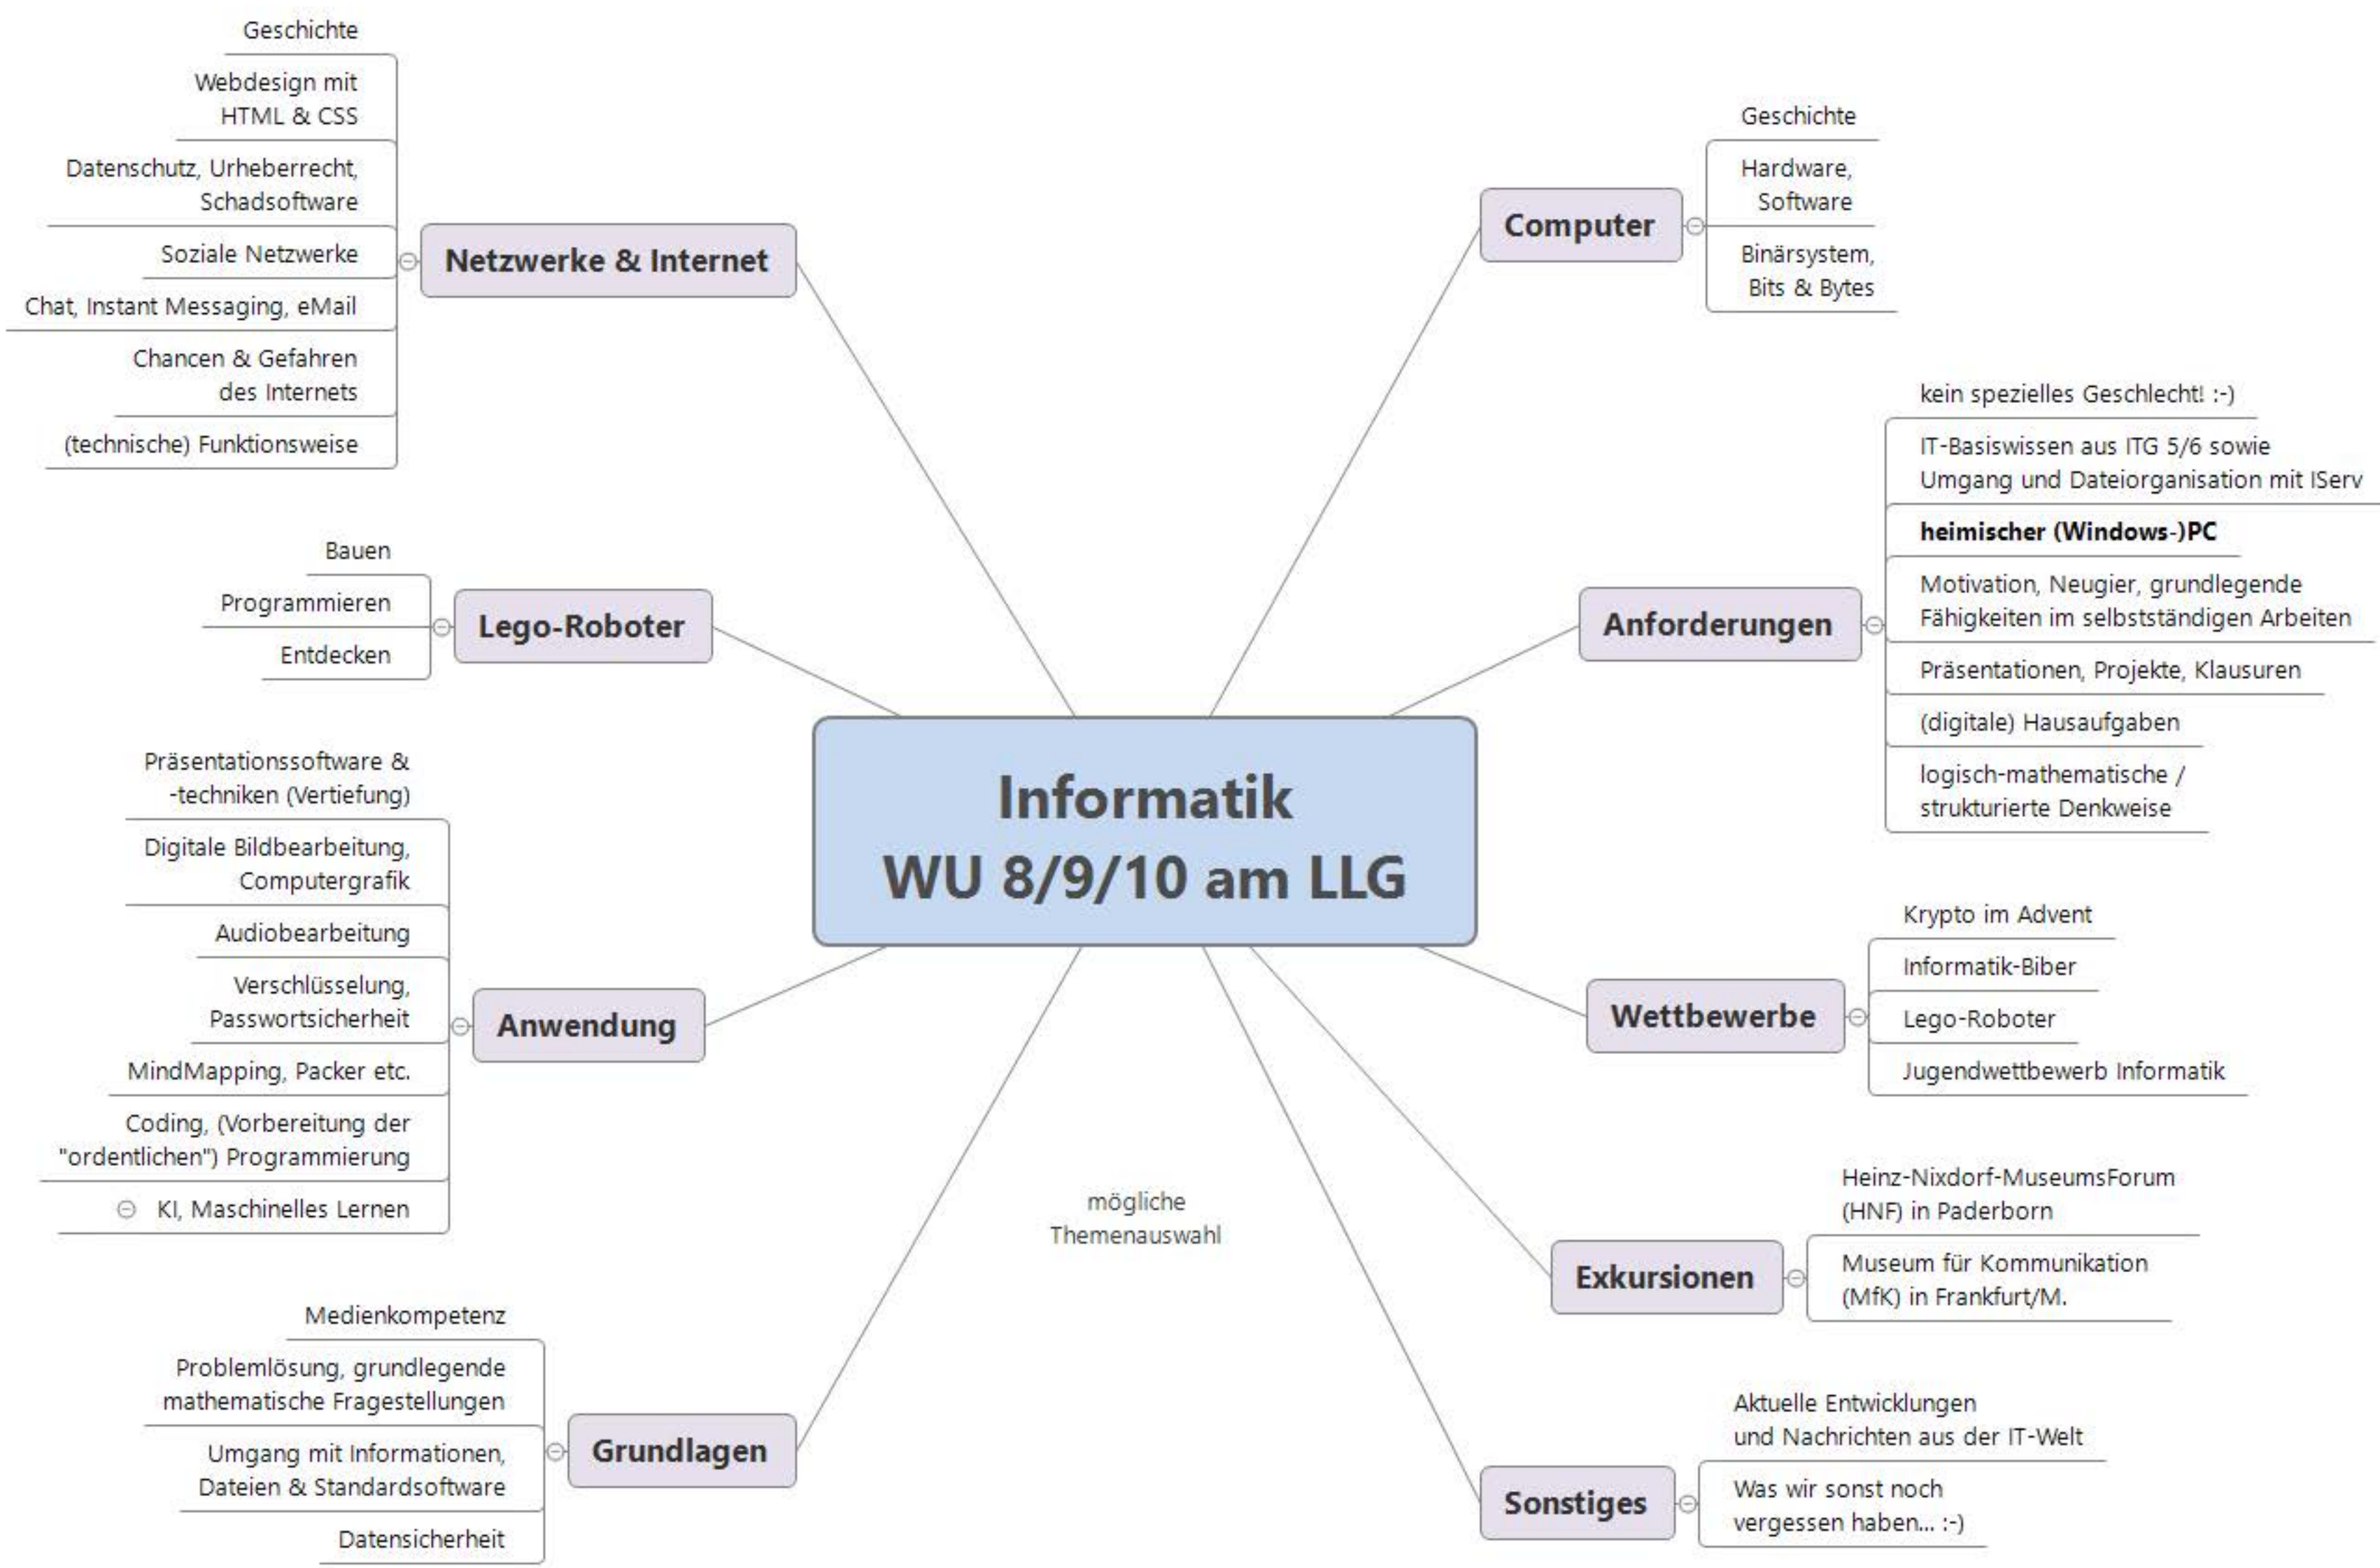 Informatik
WU 8/9/10 am LLG
Netzwerke & Internet
Geschichte
Webdesign mit
HTML & CSS
Datenschutz, Urheberrecht,
Schadsoftware
Soziale Netzwerke
Chat, Instant Messaging, eMail
Chancen & Gefahren
des Internets
(technische) Funktionsweise
Lego-Roboter
Bauen
Programmieren
Entdecken
Anwendung
Präsentationssoftware &
-techniken (Vertiefung)
Digitale Bildbearbeitung,
Computergrafik
Audiobearbeitung
Verschlüsselung,
Passwortsicherheit
MindMapping, Packer etc.
Coding, (Vorbereitung der
"ordentlichen") Programmierung
KI, Maschinelles Lernen
Grundlagen
Medienkompetenz
Problemlösung, grundlegende
mathematische Fragestellungen
Umgang mit Informationen,
Dateien & Standardsoftware
Datensicherheit
mögliche
Themenauswahl
Computer
Geschichte
Hardware,
Software
Binärsystem,
Bits & Bytes
Anforderungen
kein spezielles Geschlecht! :-)
IT-Basiswissen aus ITG 5/6 sowie
Umgang und Dateiorganisation mit IServ
heimischer (Windows-)PC
Motivation, Neugier, grundlegende
Fähigkeiten im selbstständigen Arbeiten
Präsentationen, Projekte, Klausuren
(digitale) Hausaufgaben
logisch-mathematische /
strukturierte Denkweise
Wettbewerbe
Krypto im Advent
Informatik-Biber
Lego-Roboter
Jugendwettbewerb Informatik
Exkursionen
Heinz-Nixdorf-MuseumsForum
(HNF) in Paderborn
Museum für Kommunikation
(MfK) in Frankfurt/M.
Sonstiges
Aktuelle Entwicklungen
und Nachrichten aus der IT-Welt
Was wir sonst noch
vergessen haben... :-)